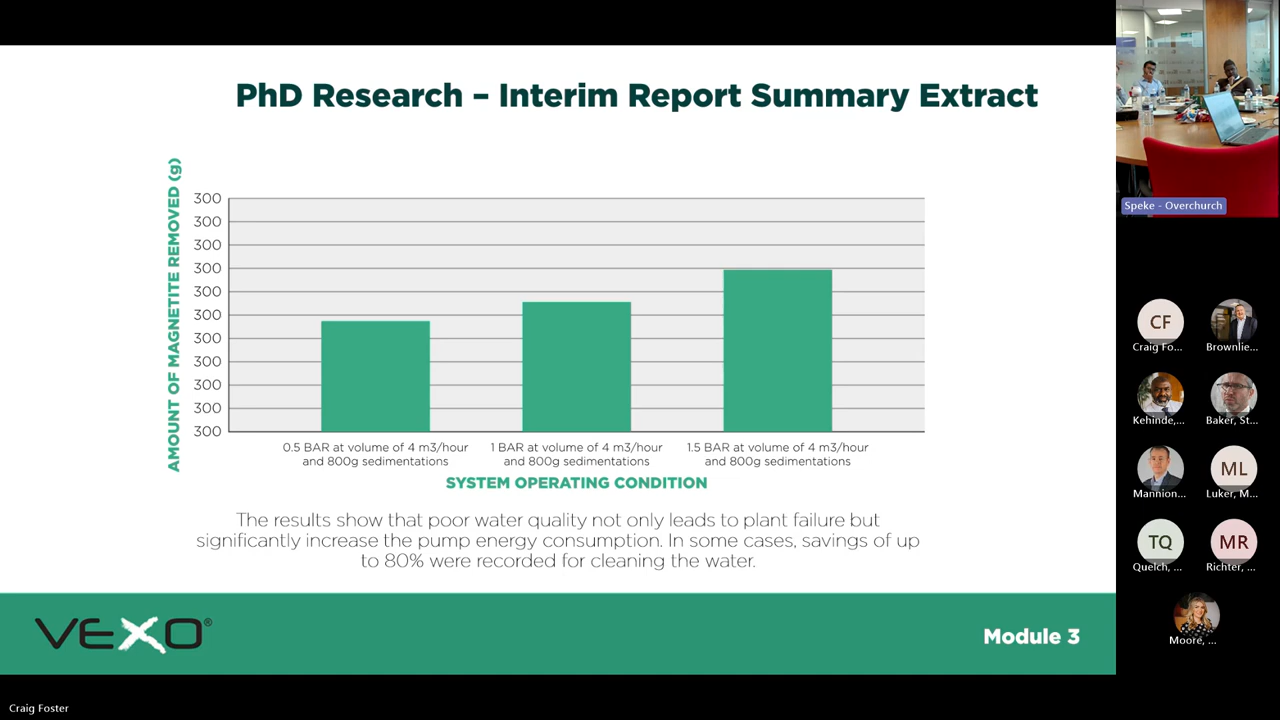 PhD Research – Interim Report Summary Extract
AMOUNT OF MAGNETITE REMOVED (g)
300
300
300
300
300
300
300
300
300
300
300
0.5 BAR at volume of 4 m3/hour
and 800g sedimentations
1 BAR at volume of 4 m3/hour
and 800g sedimentations
1.5 BAR at volume of 4 m3/hour
and 800g sedimentations
SYSTEM OPERATING CONDITION
The results show that poor water quality not only leads to plant failure but
significantly increase the pump energy consumption. In some cases, savings of up
to 80% were recorded for cleaning the water.
VEXO®
Module 3
Craig Foster
Speke - Overchurch
CF
Craig Fo...
Brownlie...
Kehinde,...
Baker, St...
Mannion...
ML
Luker, M...
TQ
Quelch, ...
MR
Richter, ...
Moore, ...